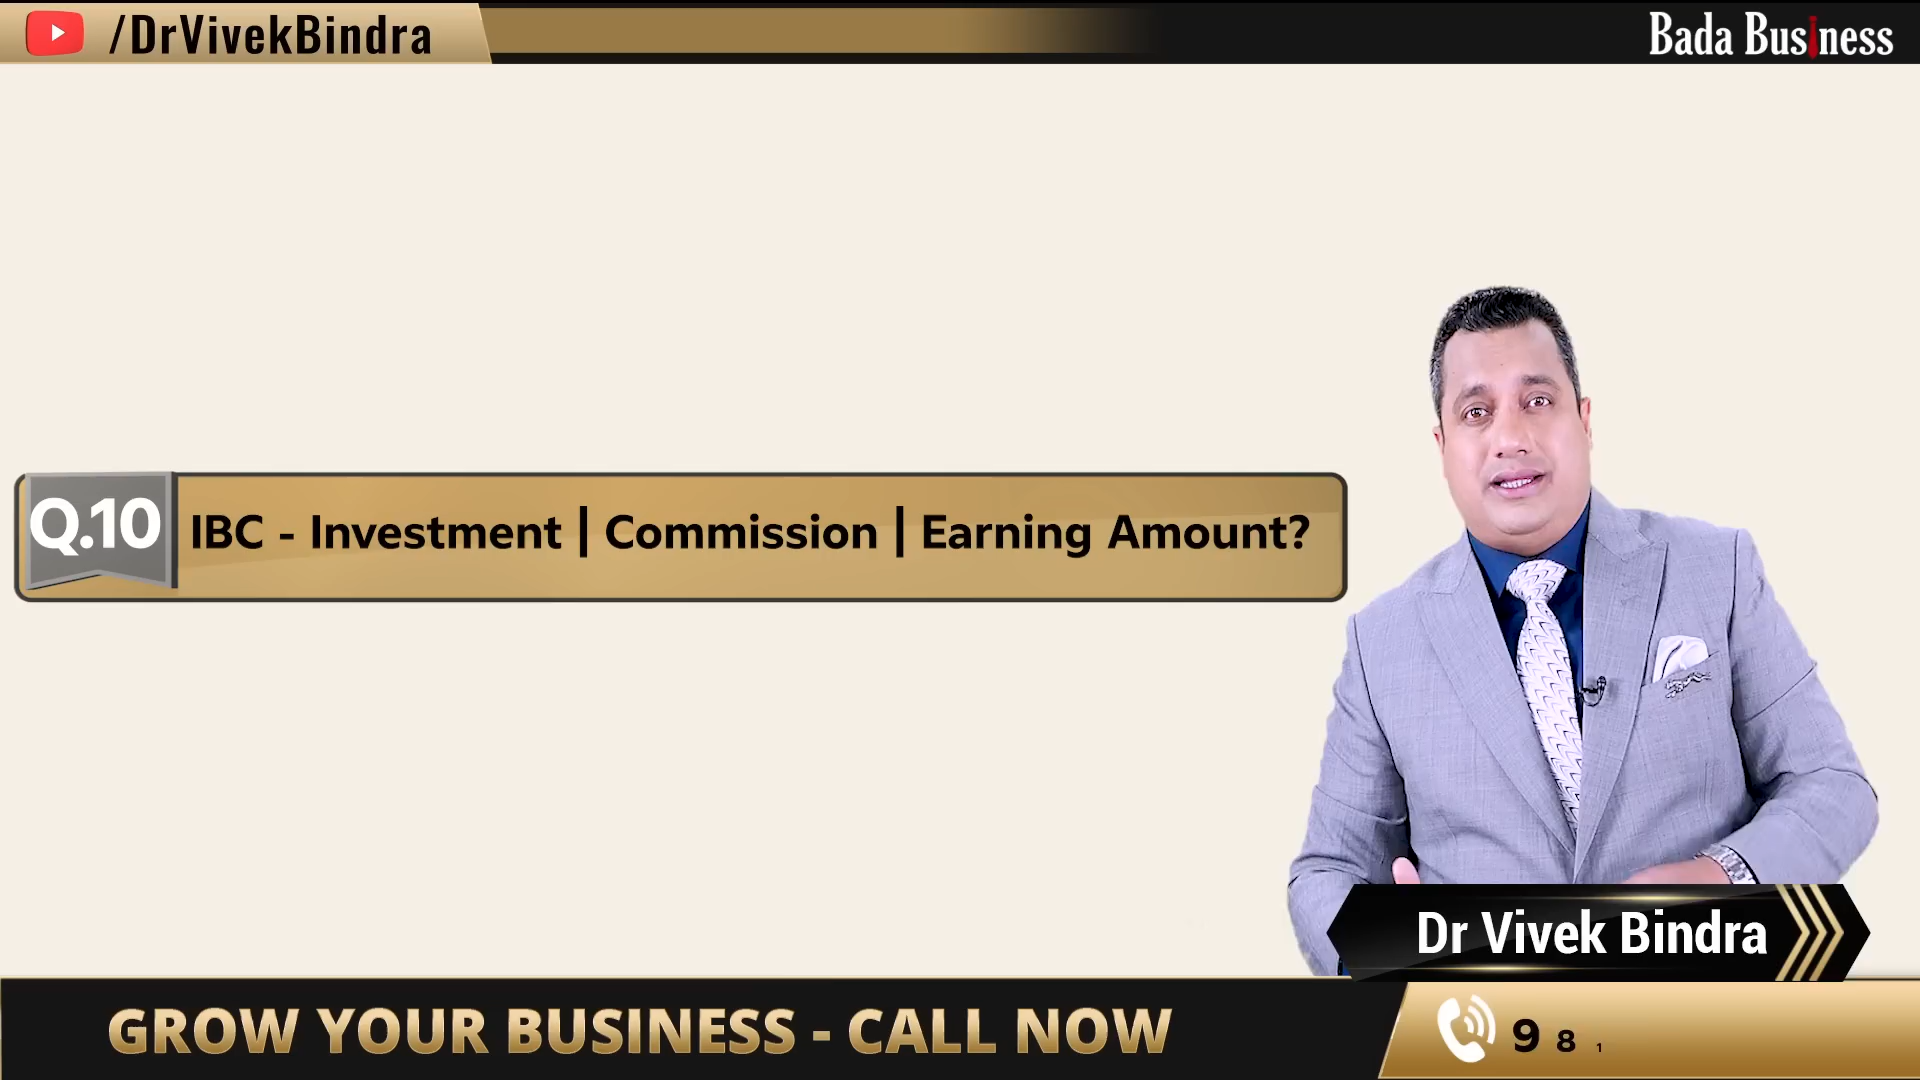 /DrVivekBindra
Bada Business
Q.10 IBC - Investment | Commission | Earning Amount?
Dr Vivek Bindra
GROW YOUR BUSINESS - CALL NOW
9 8 1